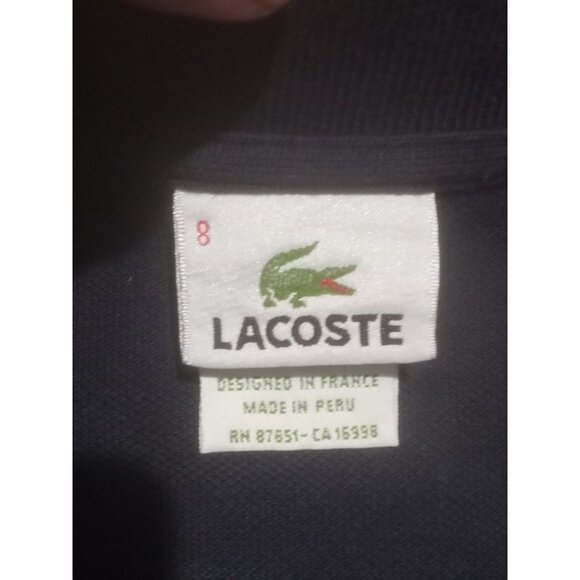 8
LACOSTE
DESIGNED IN FRANCE
MADE IN PERU
RN 87651-CA 16998